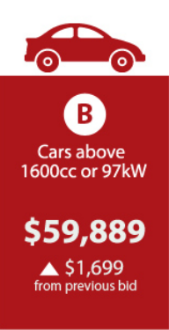 B
Cars above
1600cc or 97kW
$59,889
▲ $1,699
from previous bid